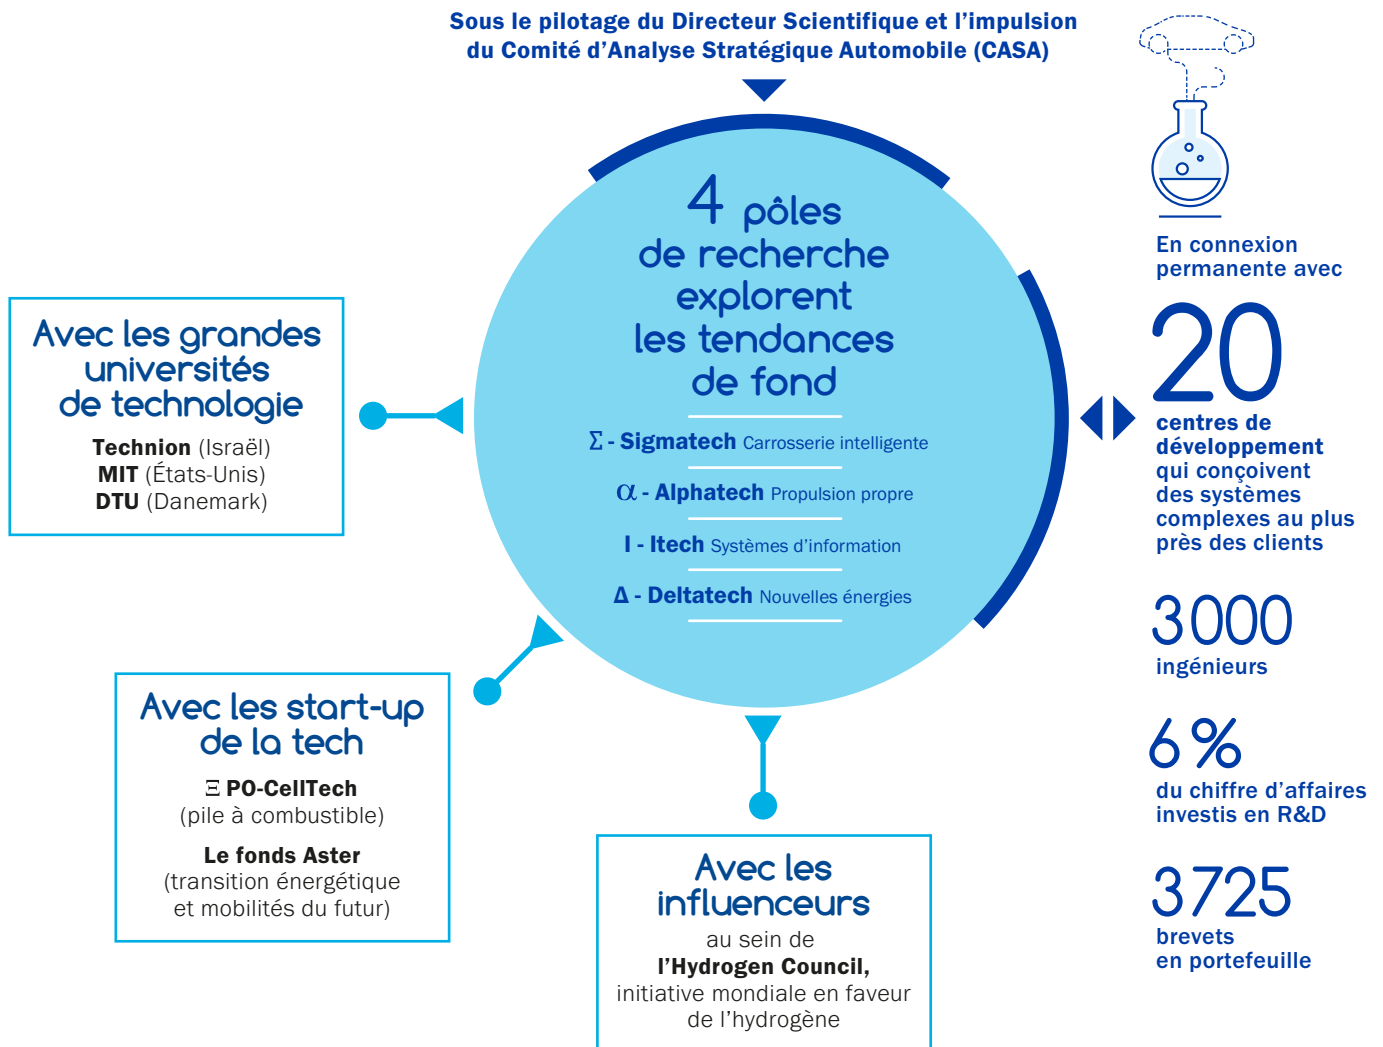 Sous le pilotage du Directeur Scientifique et l’impulsion
du Comité d’Analyse Stratégique Automobile (CASA)
4 pôles
de recherche
explorent
les tendances
de fond
Σ - Sigmatech Carrosserie intelligente
α - Alphatech Propulsion propre
I - Itech Systèmes d’information
Δ - Deltatech Nouvelles énergies
Avec les grandes
universités
de technologie
Technion (Israël)
MIT (États-Unis)
DTU (Danemark)
Avec les start-up
de la tech
Ξ PO-CellTech
(pile à combustible)
Le fonds Aster
(transition énergétique
et mobilités du futur)
Avec les
influenceurs
au sein de
l’Hydrogen Council,
initiative mondiale en faveur
de l’hydrogène
En connexion
permanente avec
20
centres de
développement
qui conçoivent
des systèmes
complexes au plus
près des clients
3000
ingénieurs
6%
du chiffre d’affaires
investis en R&D
3725
brevets
en portefeuille